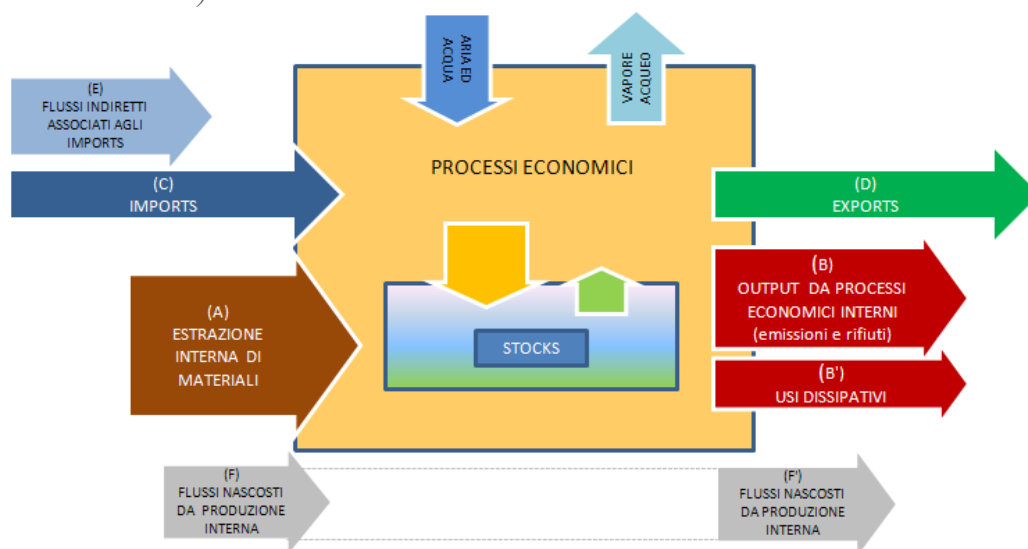 )
ARIA ED
ACQUA
VAPORE
ACQUEO
(E)
FLUSSI INDIRETTI
ASSOCIATI AGLI
IMPORTS
PROCESSI ECONOMICI
(C)
IMPORTS
(D)
EXPORTS
(A)
ESTRAZIONE
INTERNA DI
MATERIALI
(B)
OUTPUT DA PROCESSI
ECONOMICI INTERNI
(emissioni e rifiuti)
STOCKS
(B')
USI DISSIPATIVI
(F)
FLUSSI NASCOSTI
DA PRODUZIONE
INTERNA
(F')
FLUSSI NASCOSTI
DA PRODUZIONE
INTERNA